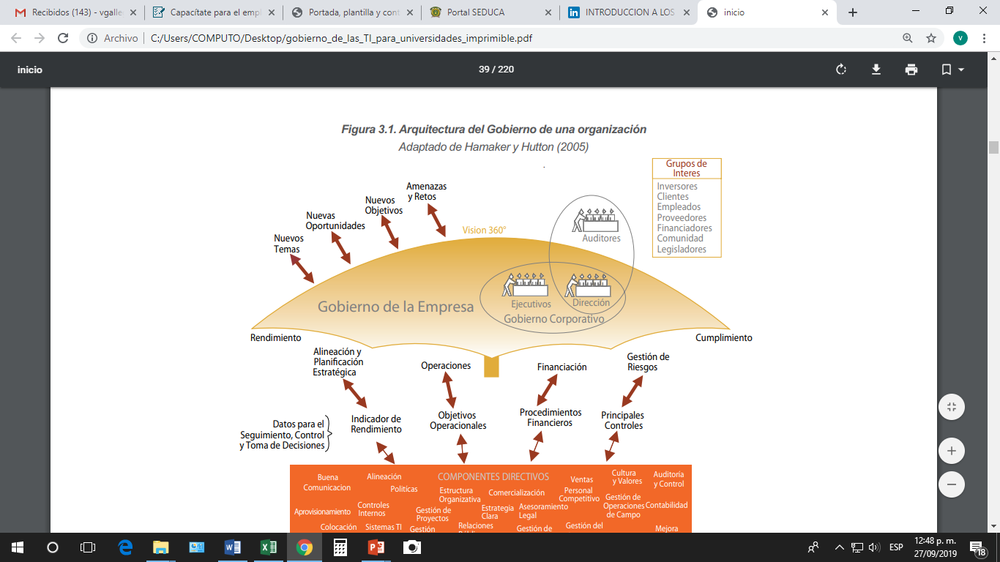 Recibidos (143) - vgalleg
Capacítate para el emple
Portada, plantilla y cont
Portal SEDUCA
INTRODUCCION A LOS
inicio
Archivo
C:/Users/COMPUTO/Desktop/gobierno_de_las_TI_para_universidades_imprimible.pdf
v
inicio
39 / 220
Figura 3.1. Arquitectura del Gobierno de una organización
Adaptado de Hamaker y Hutton (2005)
Grupos de
Interes
Inversores
Clientes
Empleados
Proveedores
Financiadores
Comunidad
Legisladores
Amenazas
y Retos
Nuevos
Objetivos
Nuevas
Oportunidades
Nuevos
Temas
Vision 360°
Auditores
Gobierno de la Empresa
Ejecutivos
Dirección
Gobierno Corporativo
Rendimiento
Cumplimiento
Alineación y
Planificación
Estratégica
Operaciones
Financiación
Gestión de
Riesgos
Datos para el
Seguimiento, Control
y Toma de Decisiones
Indicador de
Rendimiento
Objetivos
Operacionales
Procedimientos
Financieros
Principales
Controles
COMPONENTES DIRECTIVOS
Buena
Comunicacion
Alineación
Politicas
Estructura
Organizativa
Comercialización
Ventas
Personal
Competitivo
Cultura
y Valores
Auditoría
y Control
Aprovisionamiento
Controles
Internos
Gestión de
Proyectos
Estrategia
Clara
Asesoramiento
Legal
Gestión de
Operaciones
de Campo
Contabilidad
Colocación
Sistemas TI
Gestión
Relaciones
Gestión de
Gestión del
Mejora
ESP
12:48 p. m.
27/09/2019
18